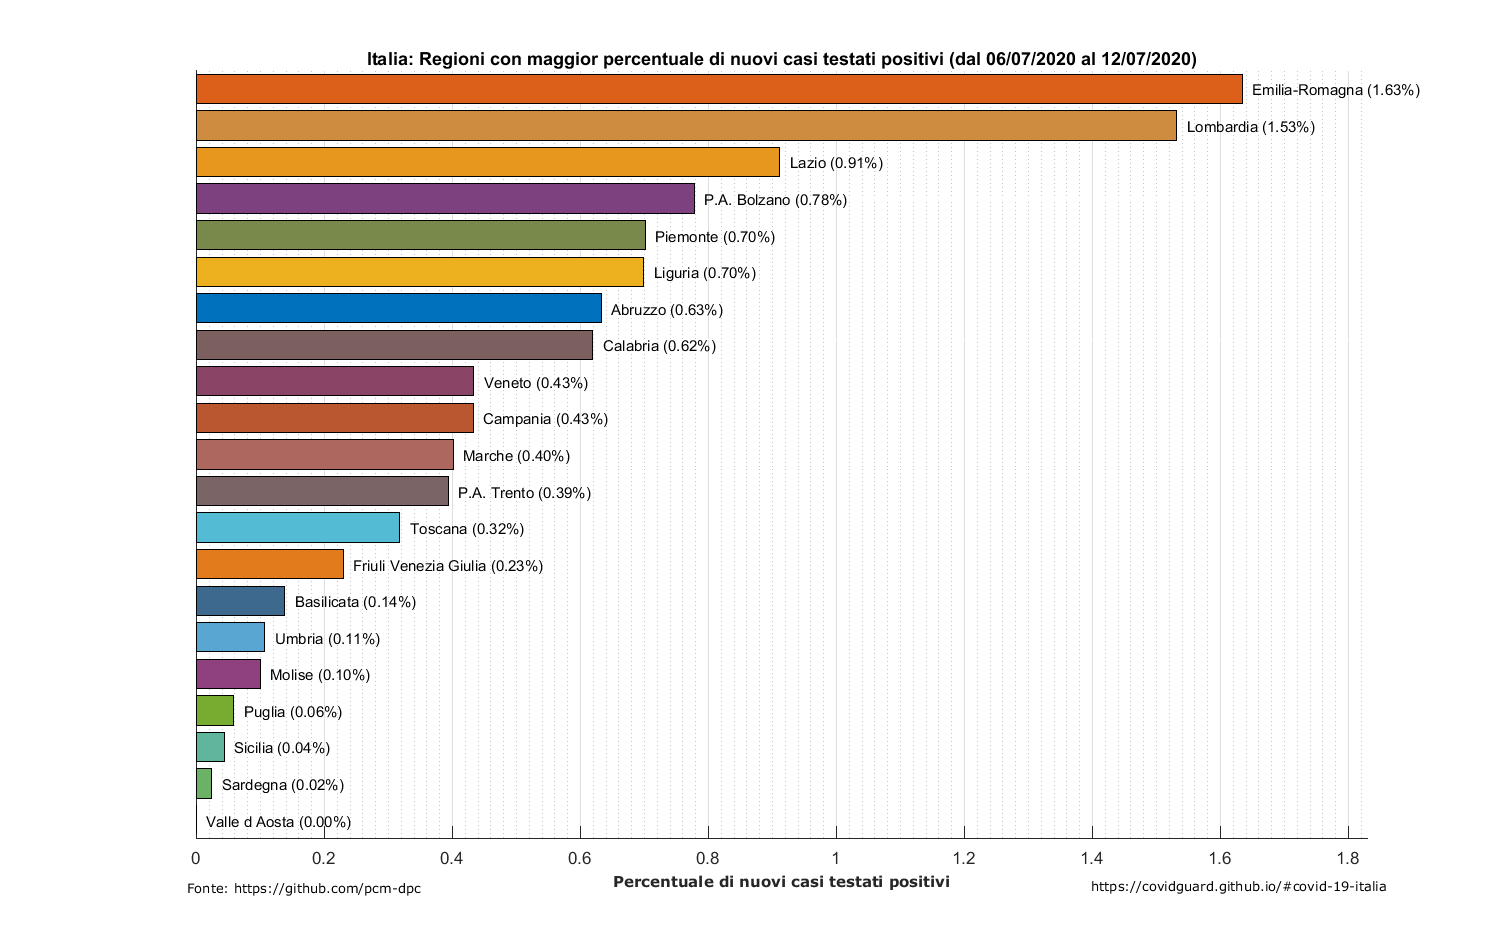 Italia: Regioni con maggior percentuale di nuovi casi testati positivi (dal 06/07/2020 al 12/07/2020)
Emilia-Romagna (1.63%)
Lombardia (1.53%)
Lazio (0.91%)
P.A. Bolzano (0.78%)
Piemonte (0.70%)
Liguria (0.70%)
Abruzzo (0.63%)
Calabria (0.62%)
Veneto (0.43%)
Campania (0.43%)
Marche (0.40%)
P.A. Trento (0.39%)
Toscana (0.32%)
Friuli Venezia Giulia (0.23%)
Basilicata (0.14%)
Umbria (0.11%)
Molise (0.10%)
Puglia (0.06%)
Sicilia (0.04%)
Sardegna (0.02%)
Valle d Aosta (0.00%)
0 0.2 0.4 0.6 0.8 1 1.2 1.4 1.6 1.8
Percentuale di nuovi casi testati positivi
Fonte: https://github.com/pcm-dpc
https://covidguard.github.io/#covid-19-italia